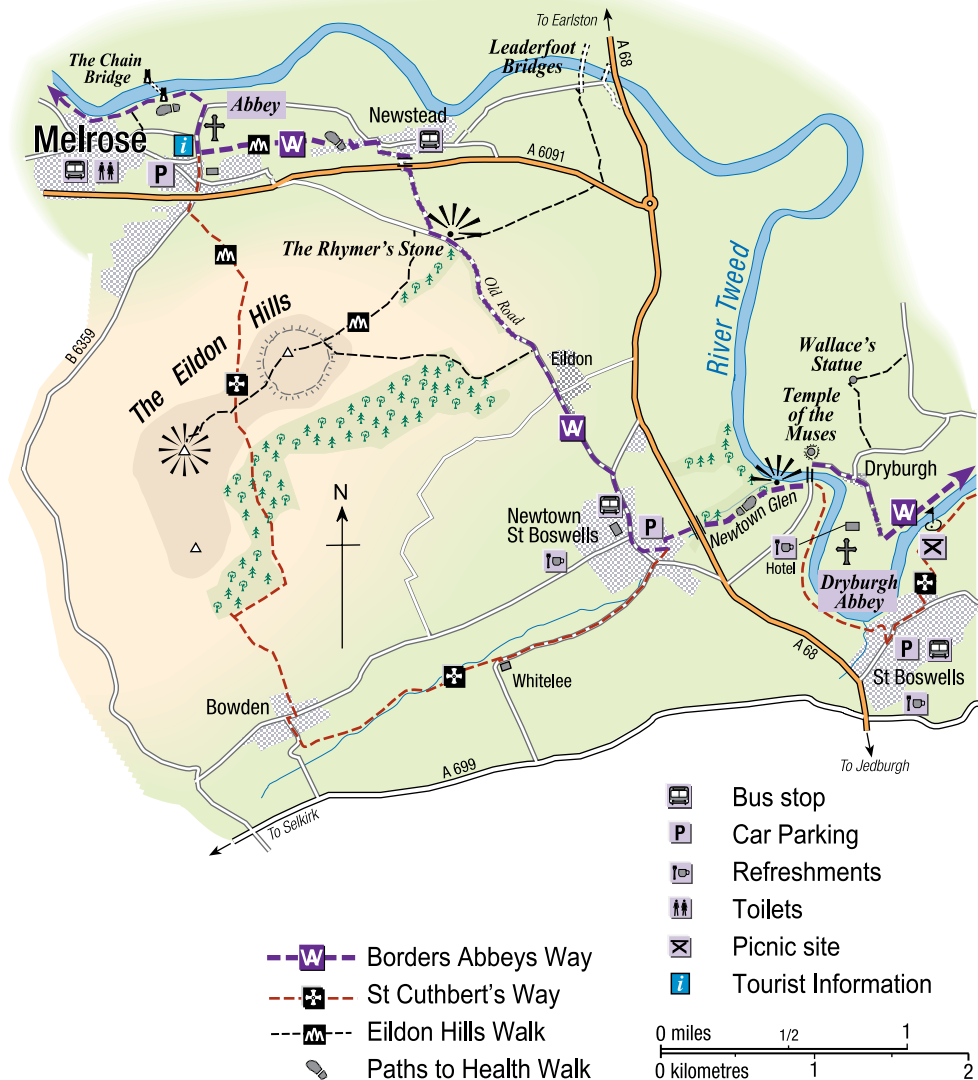 To Earlston
A 68
Leaderfoot
Bridges
The Chain
Bridge
Abbey
Newstead
Melrose
i
P
A 6091
The Rhymer's Stone
Old Road
River Tweed
The Eildon Hills
B 6359
Wallace's
Statue
Temple
of the
Muses
Eildon
Dryburgh
N
Newtown
St Boswells
P
Newtown Glen
Hotel
Dryburgh
Abbey
Whitelee
A 68
P
St Boswells
Bowden
A 699
To Jedburgh
To Selkirk
Bus stop
P Car Parking
Refreshments
Toilets
Picnic site
i Tourist Information
Borders Abbeys Way
St Cuthbert's Way
Eildon Hills Walk
Paths to Health Walk
0 miles 1/2 1
0 kilometres 1 2